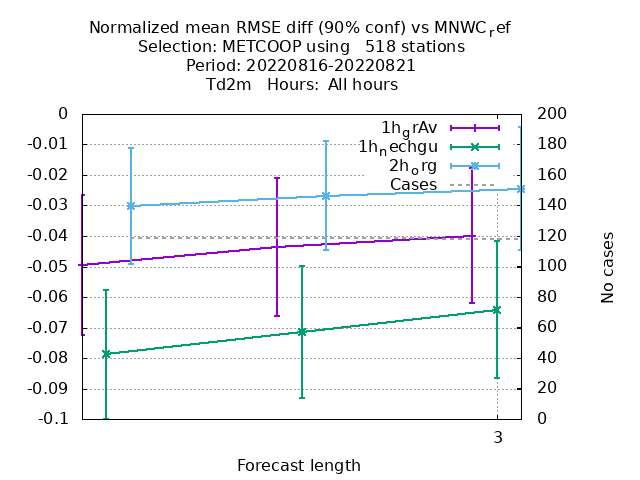 Normalized mean RMSE diff (90% conf) vs MNWC_ref
Selection: METCOOP using   518 stations
Period: 20220816-20220821
Td2m   Hours: All hours
0
-0.01
-0.02
-0.03
-0.04
-0.05
-0.06
-0.07
-0.08
-0.09
-0.1
200
180
160
140
120
100
80
60
40
20
0
1h_grAv
1h_nechgu
2h_org
Cases
No cases
3
Forecast length